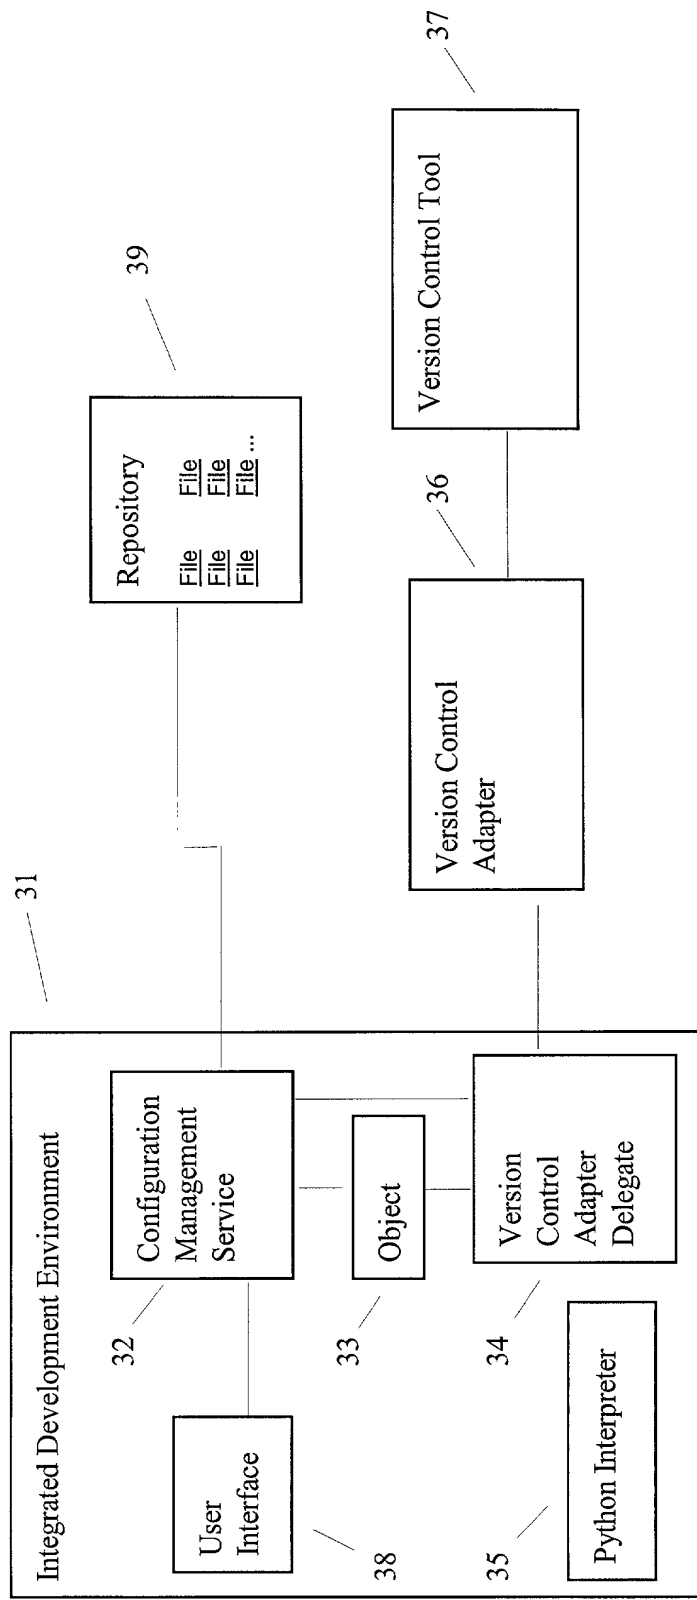 Integrated Development Environment
31
User
Interface
38
Configuration
Management
Service
32
Object
33
Version
Control
Adapter
Delegate
34
Python Interpreter
35
Repository
File File
File File
File File ...
39
Version Control
Adapter
36
Version Control Tool
37